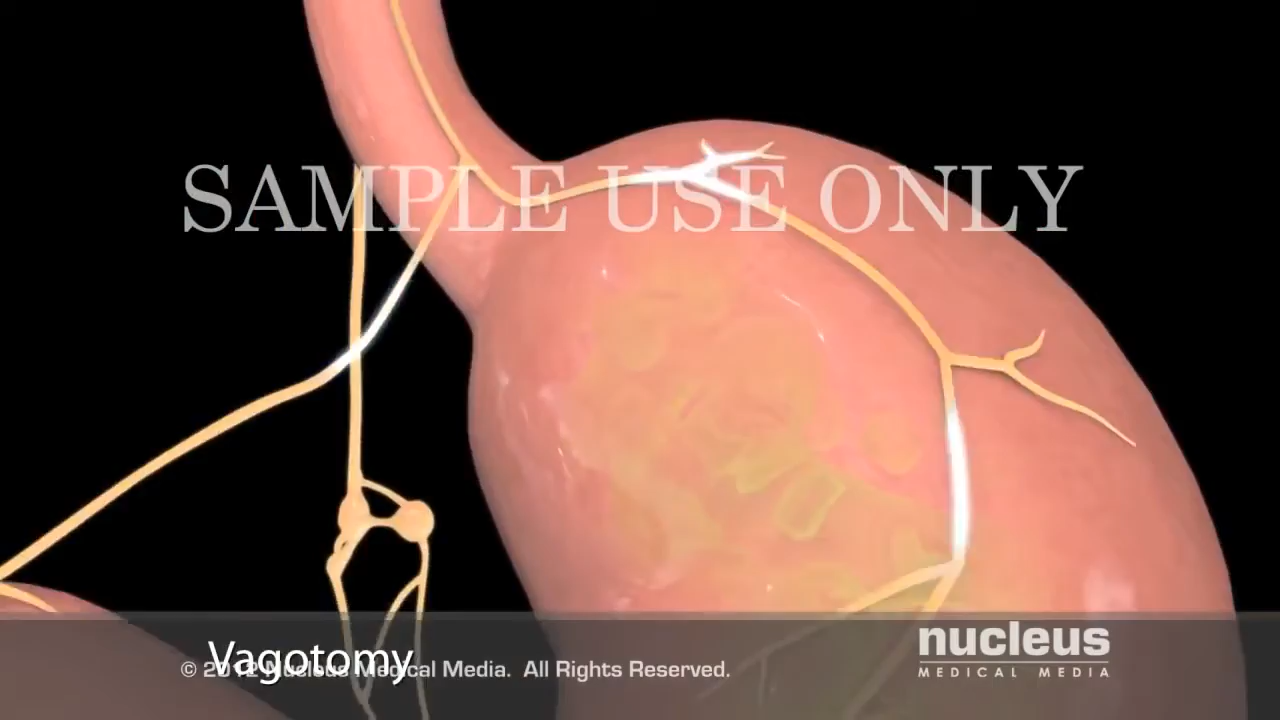 SAMPLE USE ONLY
nucleus
MEDICAL MEDIA
Vagotomy
© 2012 Nucleus Medical Media. All Rights Reserved.